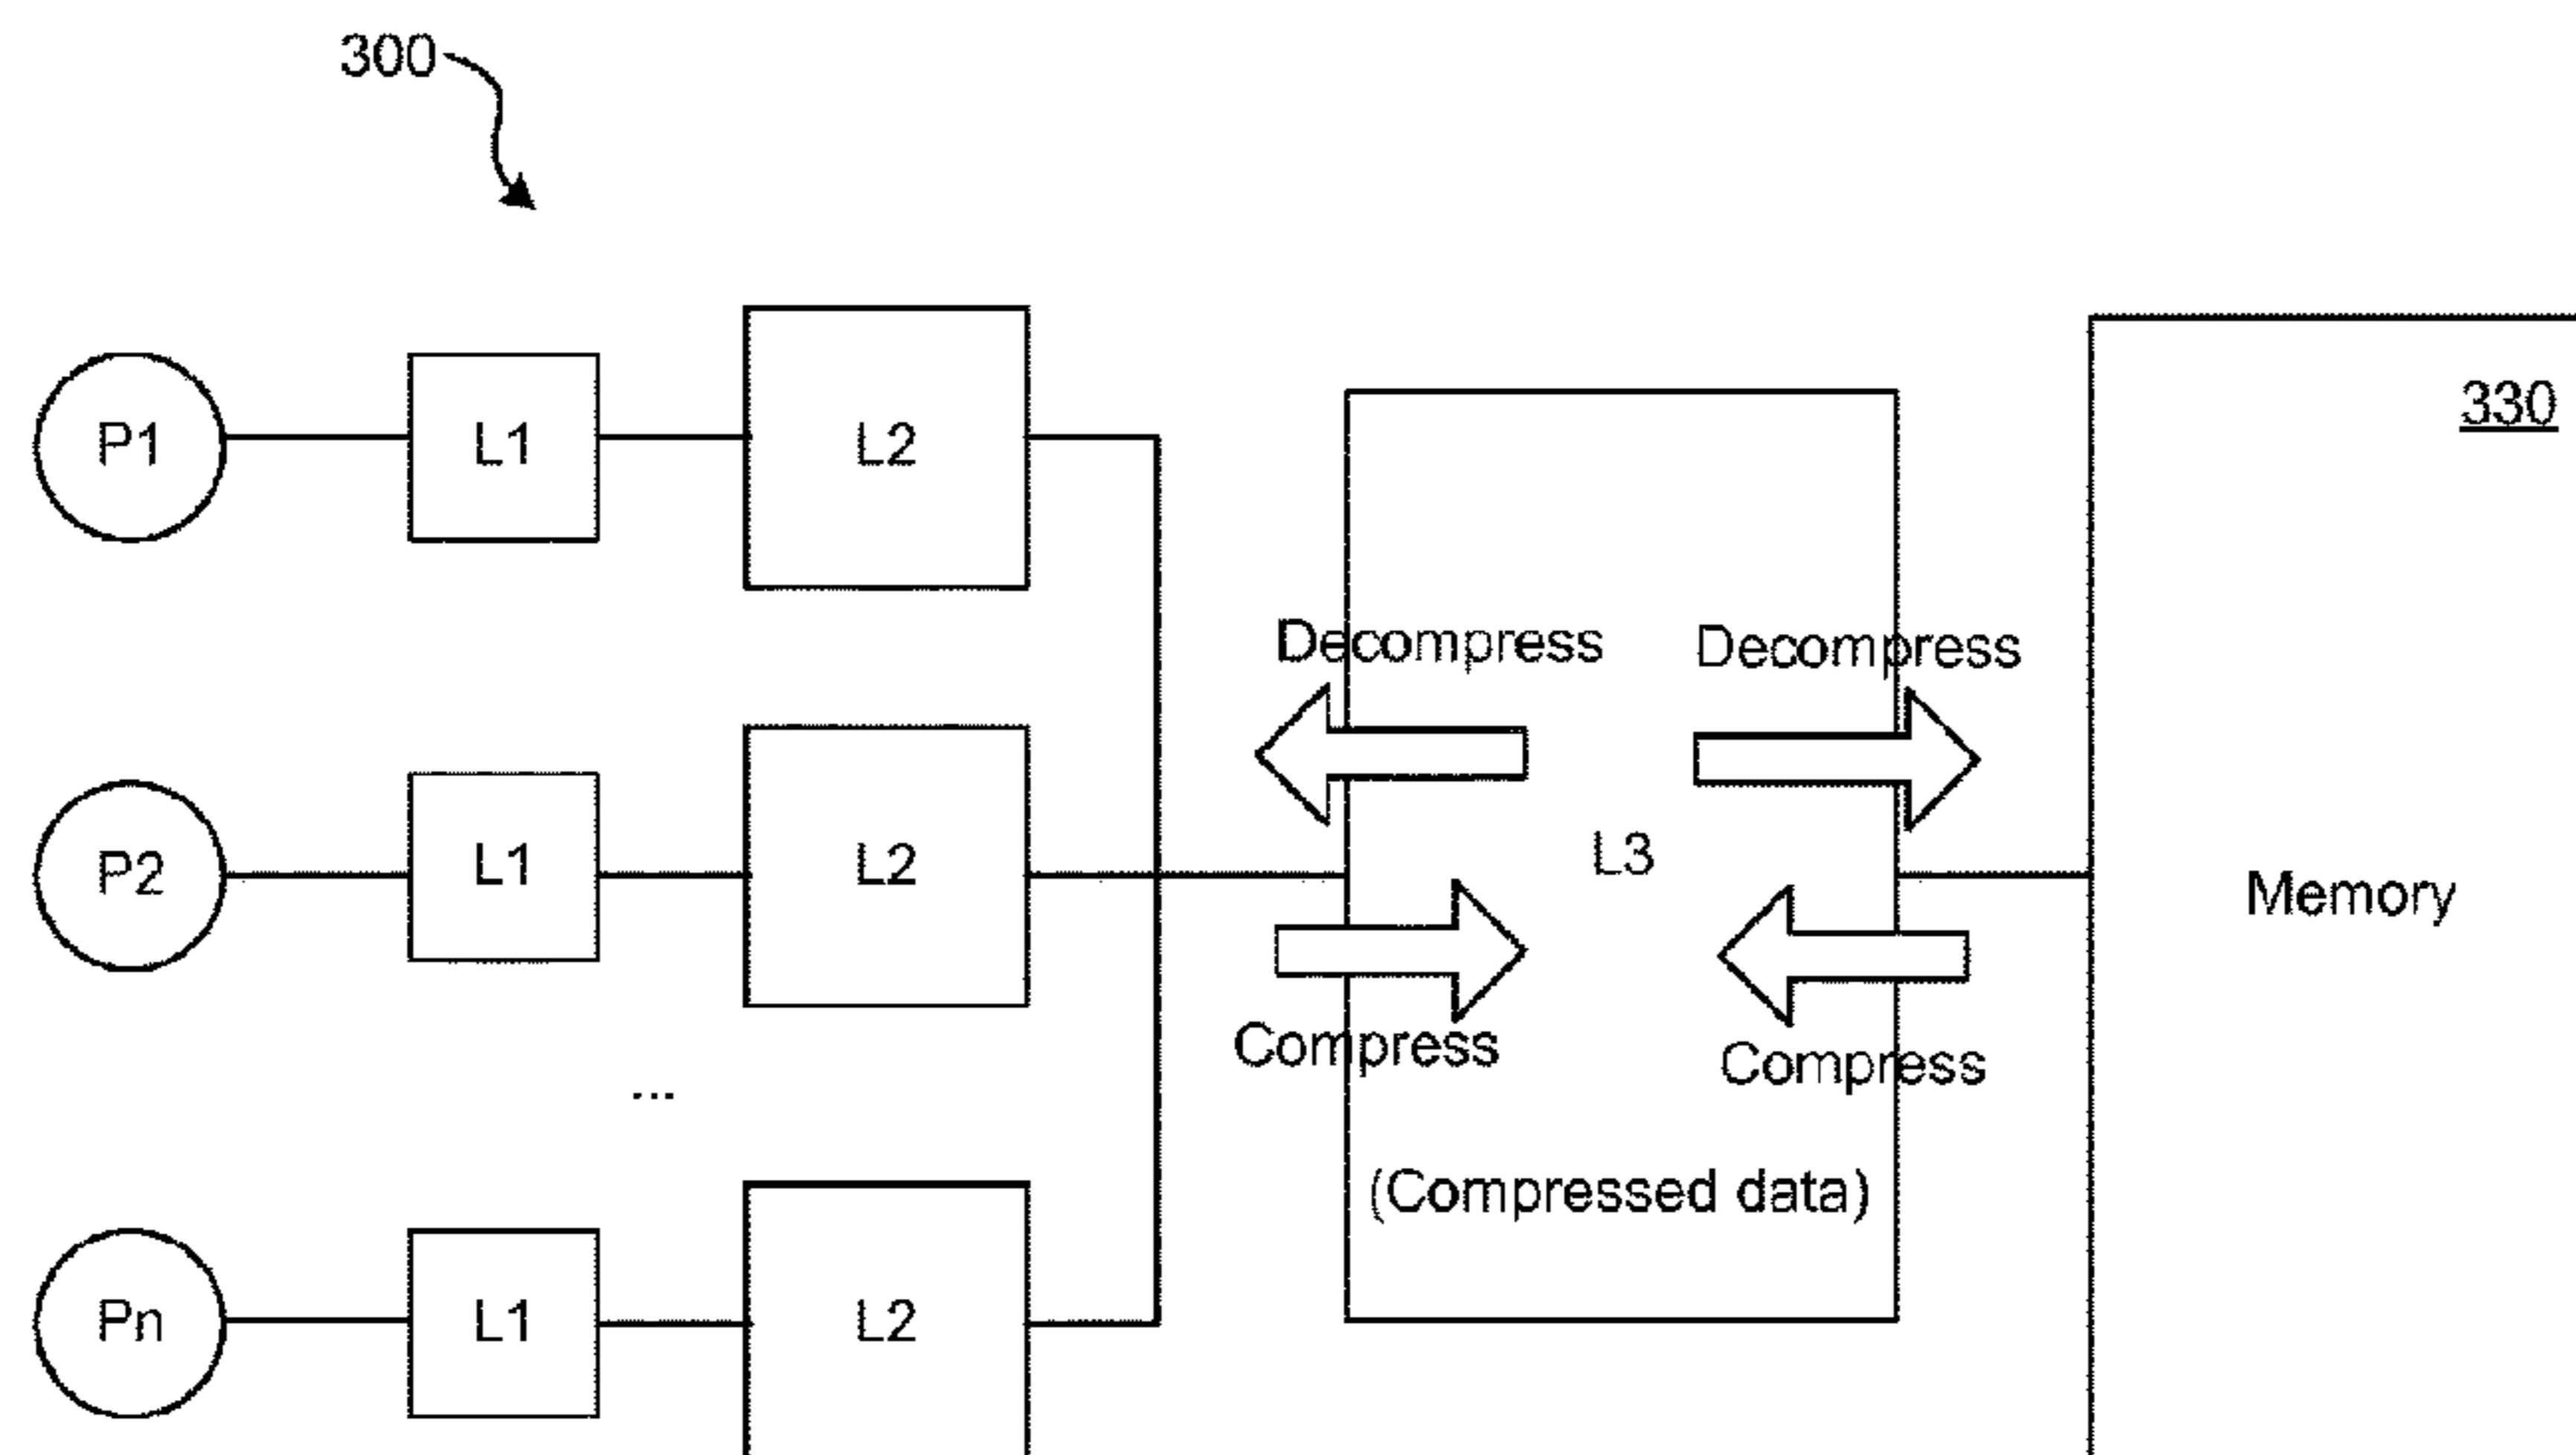 300
330
P1
L1
L2
Decompress
Decompress
P2
L1
L2
L3
Memory
Compress
Compress
...
(Compressed data)
Pn
L1
L2